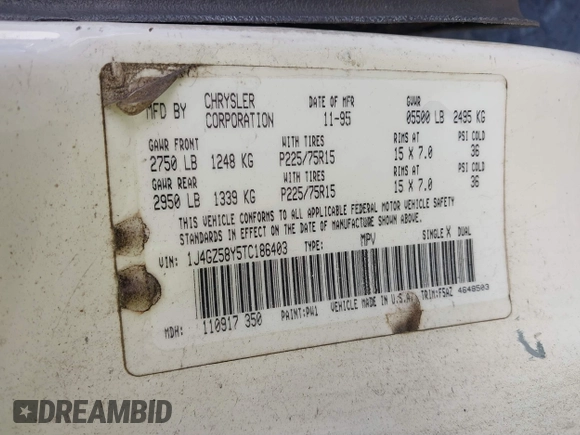 MFD BY CHRYSLER CORPORATION DATE OF MFR 11-95 GVWR 05500 LB 2495 KG
GAWR FRONT WITH TIRES RIMS AT PSI COLD
2750 LB 1248 KG P225/75R15 15 X 7.0 36
GAWR REAR WITH TIRES RIMS AT PSI COLD
2950 LB 1339 KG P225/75R15 15 X 7.0 36
THIS VEHICLE CONFORMS TO ALL APPLICABLE FEDERAL MOTOR VEHICLE SAFETY
STANDARDS IN EFFECT ON THE DATE OF MANUFACTURE SHOWN ABOVE.
VIN: 1J4GZ58Y5TC186403 TYPE: MPV SINGLE X DUAL
MDH: 110917 350 PAINT: PW1 VEHICLE MADE IN U.S.A. TRIM: F5AZ 4648503
DREAMBID